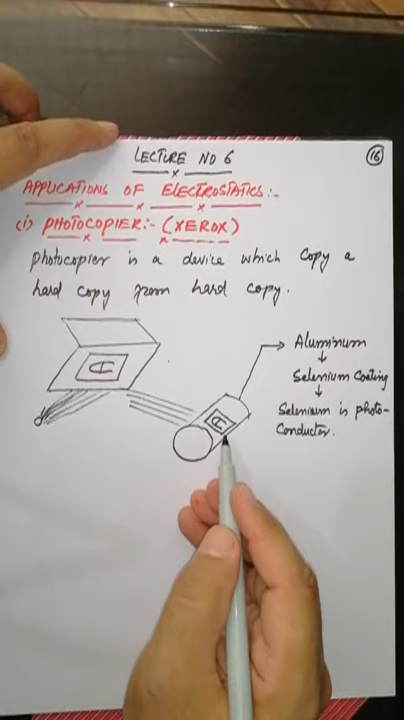 LECTURE NO 6
16
APPLICATIONS OF ELECTROSTATICS:-
(i) PHOTOCOPIER:- (XEROX)
Photocopier is a device which Copy a
hard copy from hard copy.
Aluminum
Selenium Coating
Selenium is photo-
Conductor.